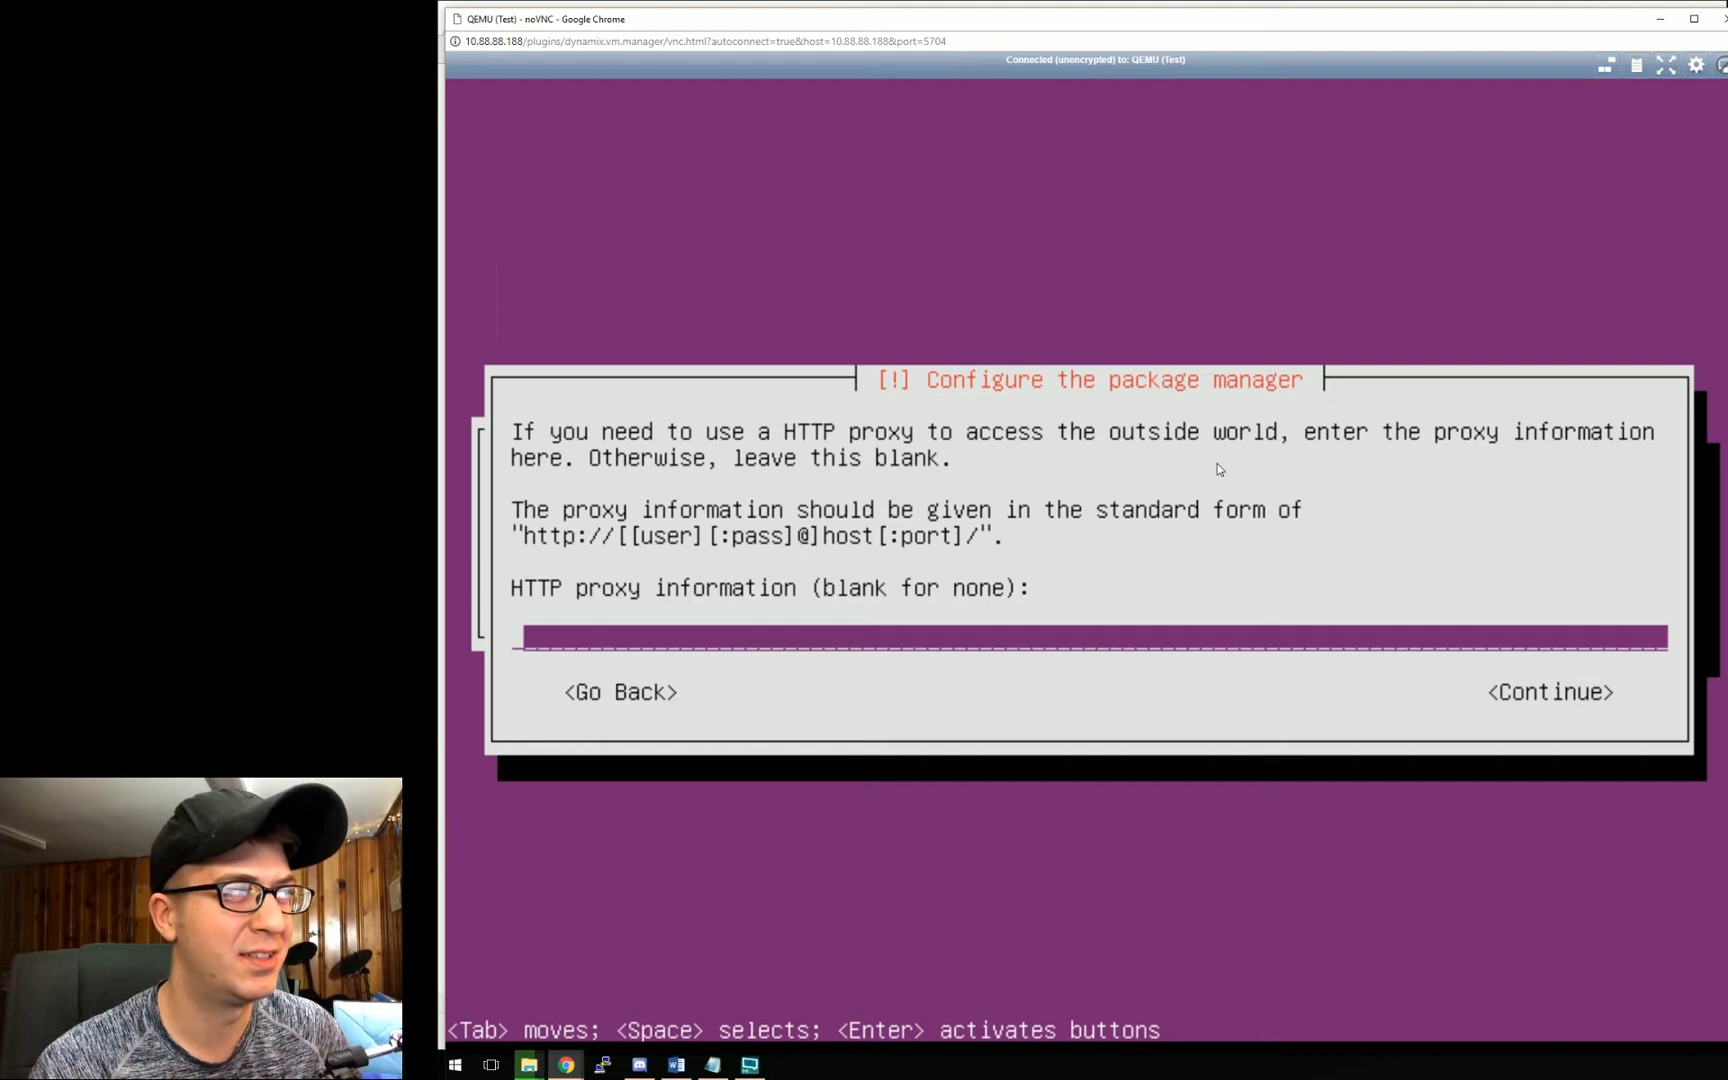 QEMU (Test) - noVNC - Google Chrome
10.88.88.188/plugins/dynamix.vm.manager/vnc.html?autoconnect=true&host=10.88.88.188&port=5704
Connected (unencrypted) to: QEMU (Test)
[!] Configure the package manager
If you need to use a HTTP proxy to access the outside world, enter the proxy information
here. Otherwise, leave this blank.
The proxy information should be given in the standard form of
"http://[[user][:pass]@]host[:port]/".
HTTP proxy information (blank for none):
<Go Back> <Continue>
<Tab> moves; <Space> selects; <Enter> activates buttons